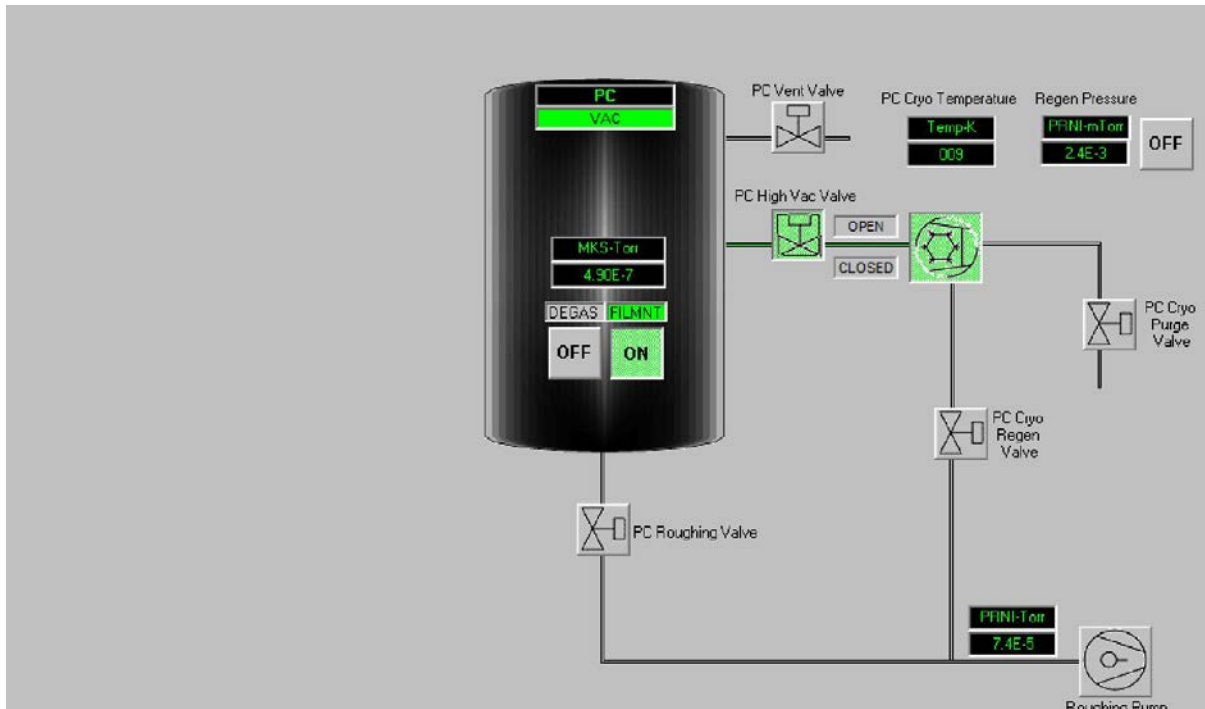 PC
VAC
PC Vent Valve
PC Cryo Temperature
Regen Pressure
Temp-K
009
PRNI-mTorr
2.4E-3
OFF
PC High Vac Valve
OPEN
CLOSED
MKS-Torr
4.90E-7
DEGAS
FILMNT
OFF
ON
PC Cryo
Purge
Valve
PC Cryo
Regen
Valve
PC Roughing Valve
PRNI-Torr
7.4E-5
Roughing Pump